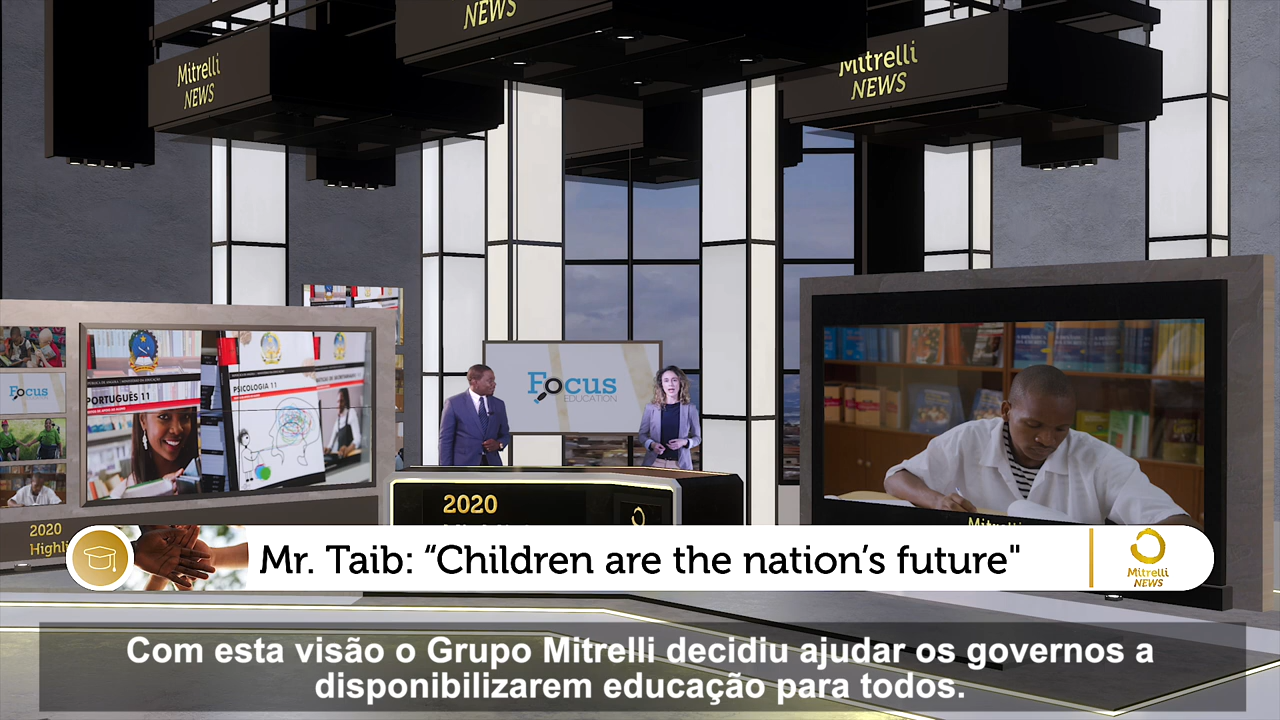 NEWS
Mitrelli
NEWS
Mitrelli
NEWS
Focus
EDUCATION
Focus
PORTUGUÊS 11
PSICOLOGIA 11
2020
2020
Mr. Taib: “Children are the nation’s future"
Mitrelli
NEWS
Com esta visão o Grupo Mitrelli decidiu ajudar os governos a
disponibilizarem educação para todos.